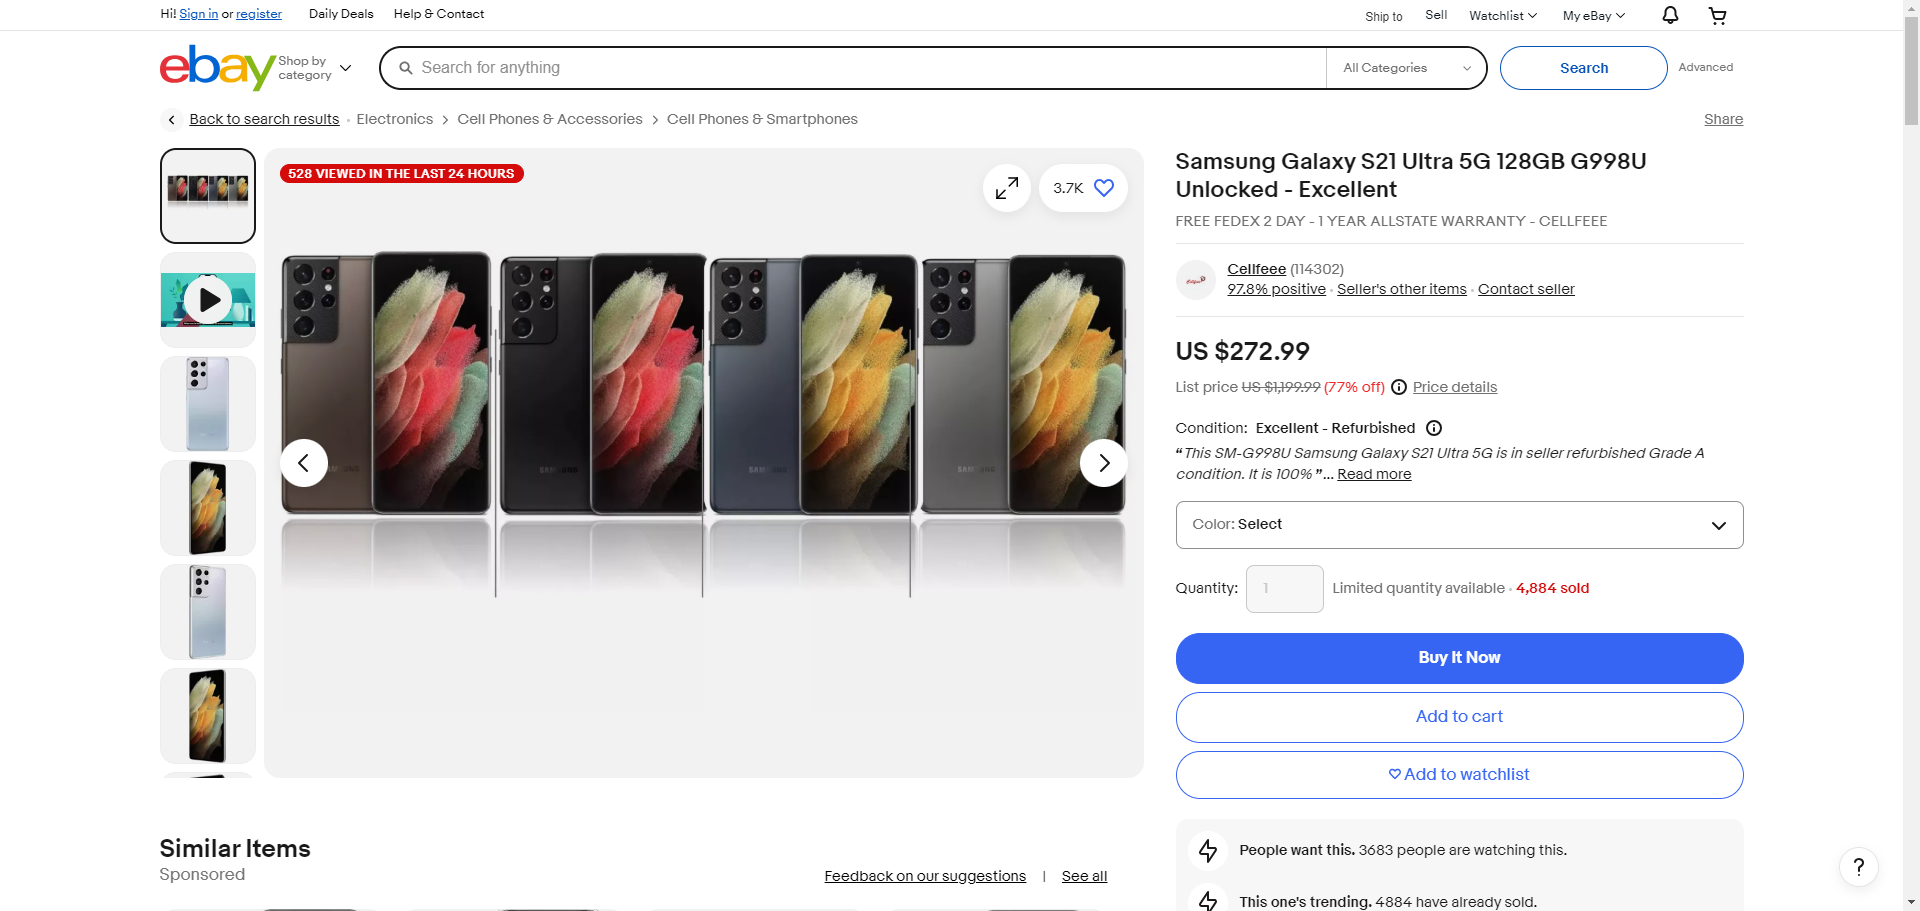 Hi! Sign in or register
Daily Deals
Help & Contact
Ship to
Sell
Watchlist
My eBay
ebay
Shop by
category
Search for anything
All Categories
Search
Advanced
Back to search results
Electronics
Cell Phones & Accessories
Cell Phones & Smartphones
Share
528 VIEWED IN THE LAST 24 HOURS
3.7K
Samsung Galaxy S21 Ultra 5G 128GB G998U
Unlocked - Excellent
FREE FEDEX 2 DAY - 1 YEAR ALLSTATE WARRANTY - CELLFEEE
Cellfeee (114302)
97.8% positive · Seller's other items · Contact seller
US $272.99
List price US $1,199.99 (77% off) Price details
Condition: Excellent - Refurbished
“This SM-G998U Samsung Galaxy S21 Ultra 5G is in seller refurbished Grade A
condition. It is 100%”... Read more
Color: Select
Quantity: 1 Limited quantity available · 4,884 sold
Buy It Now
Add to cart
Add to watchlist
People want this. 3683 people are watching this.
This one's trending. 4884 have already sold.
Similar Items
Sponsored
Feedback on our suggestions | See all
?